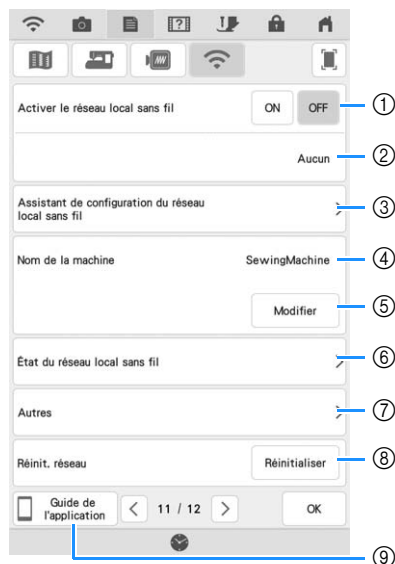 Activer le réseau local sans fil ON OFF ①
Aucun ②
Assistant de configuration du réseau
local sans fil ③
Nom de la machine SewingMachine ④
Modifier ⑤
État du réseau local sans fil ⑥
Autres ⑦
Réinit. réseau Réinitialiser ⑧
Guide de
l'application < 11 / 12 > OK
⑨